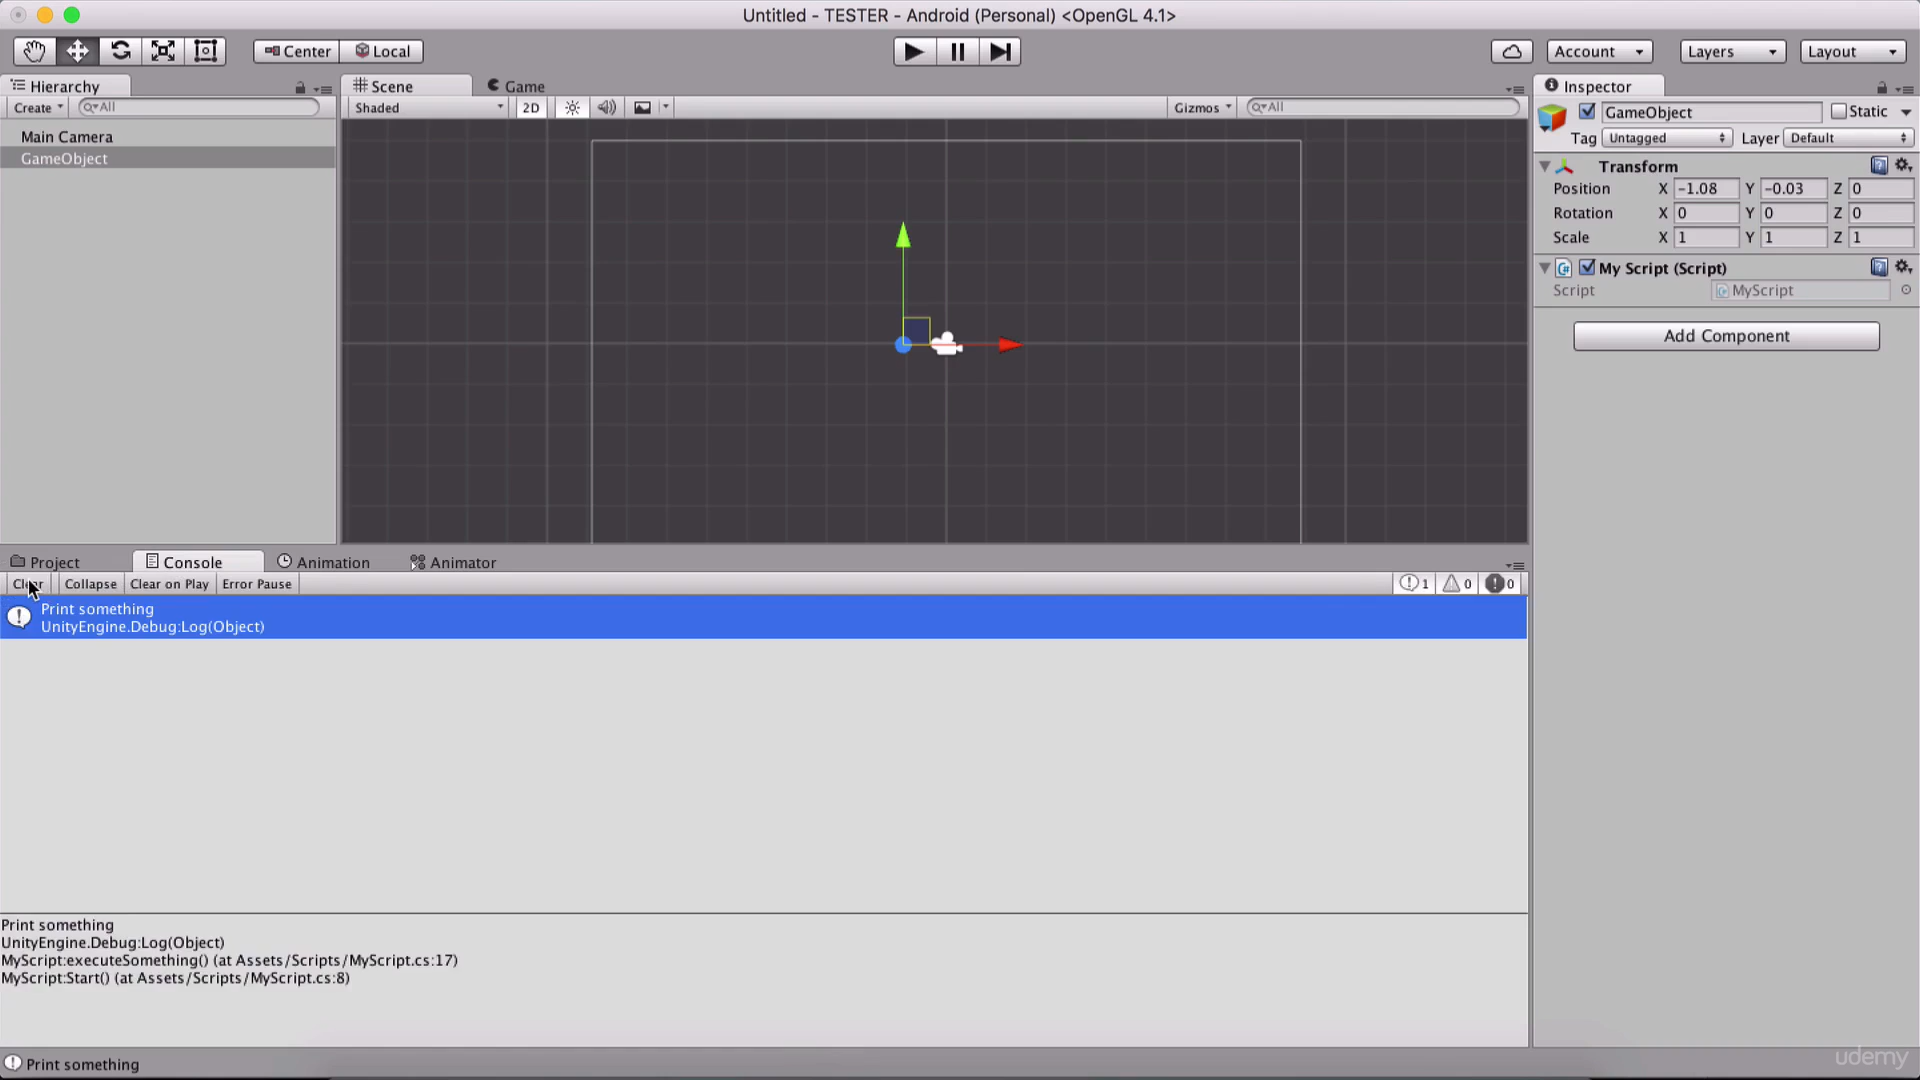 Untitled - TESTER - Android (Personal) <OpenGL 4.1>
Center Local
Account Layers Layout
Hierarchy
Create All
Main Camera
GameObject
Scene Game
Shaded 2D Gizmos All
Inspector
GameObject Static
Tag Untagged Layer Default
Transform
Position X -1.08 Y -0.03 Z 0
Rotation X 0 Y 0 Z 0
Scale X 1 Y 1 Z 1
My Script (Script)
Script MyScript
Add Component
Project Console Animation Animator
Clear Collapse Clear on Play Error Pause 1 0 0
Print something
UnityEngine.Debug:Log(Object)
Print something
UnityEngine.Debug:Log(Object)
MyScript:executeSomething() (at Assets/Scripts/MyScript.cs:17)
MyScript:Start() (at Assets/Scripts/MyScript.cs:8)
Print something
udemy